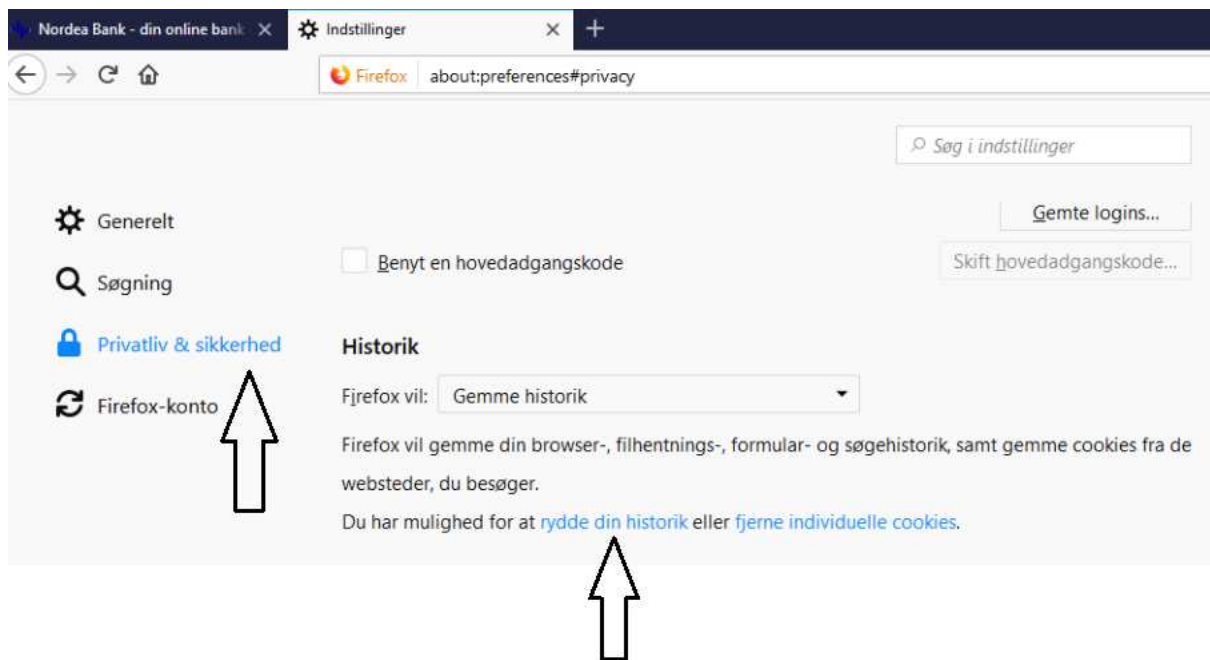 Nordea Bank - din online bank
Indstillinger
Firefox about:preferences#privacy
Søg i indstillinger
Generelt
Søgning
Privatliv & sikkerhed
Firefox-konto
Gemte logins...
Benyt en hovedadgangskode
Skift hovedadgangskode...
Historik
Firefox vil: Gemme historik
Firefox vil gemme din browser-, filhentnings-, formular- og søgehistorik, samt gemme cookies fra de
websteder, du besøger.
Du har mulighed for at rydde din historik eller fjerne individuelle cookies.